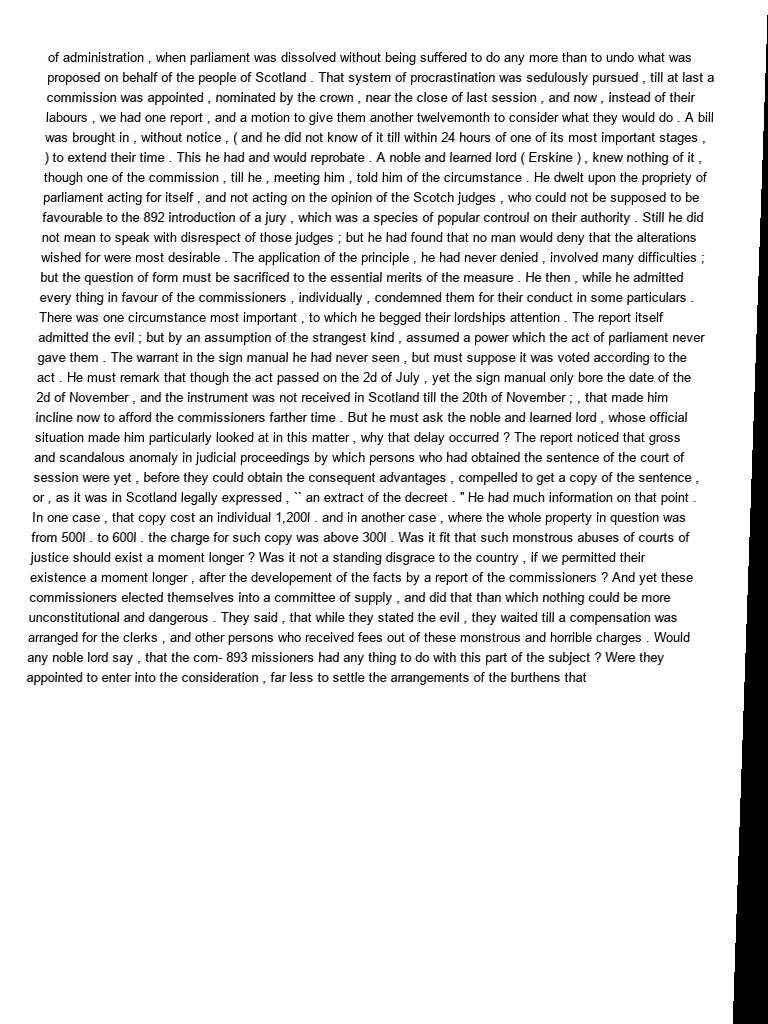 of administration , when parliament was dissolved without being suffered to do any more than to undo what was
proposed on behalf of the people of Scotland . That system of procrastination was sedulously pursued , till at last a
commission was appointed , nominated by the crown , near the close of last session , and now , instead of their
labours , we had one report , and a motion to give them another twelvemonth to consider what they would do . A bill
was brought in , without notice , ( and he did not know of it till within 24 hours of one of its most important stages ,
) to extend their time . This he had and would reprobate . A noble and learned lord ( Erskine ) , knew nothing of it ,
though one of the commission , till he , meeting him , told him of the circumstance . He dwelt upon the propriety of
parliament acting for itself , and not acting on the opinion of the Scotch judges , who could not be supposed to be
favourable to the 892 introduction of a jury , which was a species of popular controul on their authority . Still he did
not mean to speak with disrespect of those judges ; but he had found that no man would deny that the alterations
wished for were most desirable . The application of the principle , he had never denied , involved many difficulties ;
but the question of form must be sacrificed to the essential merits of the measure . He then , while he admitted
every thing in favour of the commissioners , individually , condemned them for their conduct in some particulars .
There was one circumstance most important , to which he begged their lordships attention . The report itself
admitted the evil ; but by an assumption of the strangest kind , assumed a power which the act of parliament never
gave them . The warrant in the sign manual he had never seen , but must suppose it was voted according to the
act . He must remark that though the act passed on the 2d of July , yet the sign manual only bore the date of the
2d of November , and the instrument was not received in Scotland till the 20th of November ; , that made him
incline now to afford the commissioners farther time . But he must ask the noble and learned lord , whose official
situation made him particularly looked at in this matter , why that delay occurred ? The report noticed that gross
and scandalous anomaly in judicial proceedings by which persons who had obtained the sentence of the court of
session were yet , before they could obtain the consequent advantages , compelled to get a copy of the sentence ,
or , as it was in Scotland legally expressed , `` an extract of the decreet . " He had much information on that point .
In one case , that copy cost an individual 1,200l . and in another case , where the whole property in question was
from 500l . to 600l . the charge for such copy was above 300l . Was it fit that such monstrous abuses of courts of
justice should exist a moment longer ? Was it not a standing disgrace to the country , if we permitted their
existence a moment longer , after the developement of the facts by a report of the commissioners ? And yet these
commissioners elected themselves into a committee of supply , and did that than which nothing could be more
unconstitutional and dangerous . They said , that while they stated the evil , they waited till a compensation was
arranged for the clerks , and other persons who received fees out of these monstrous and horrible charges . Would
any noble lord say , that the com- 893 missioners had any thing to do with this part of the subject ? Were they
appointed to enter into the consideration , far less to settle the arrangements of the burthens that